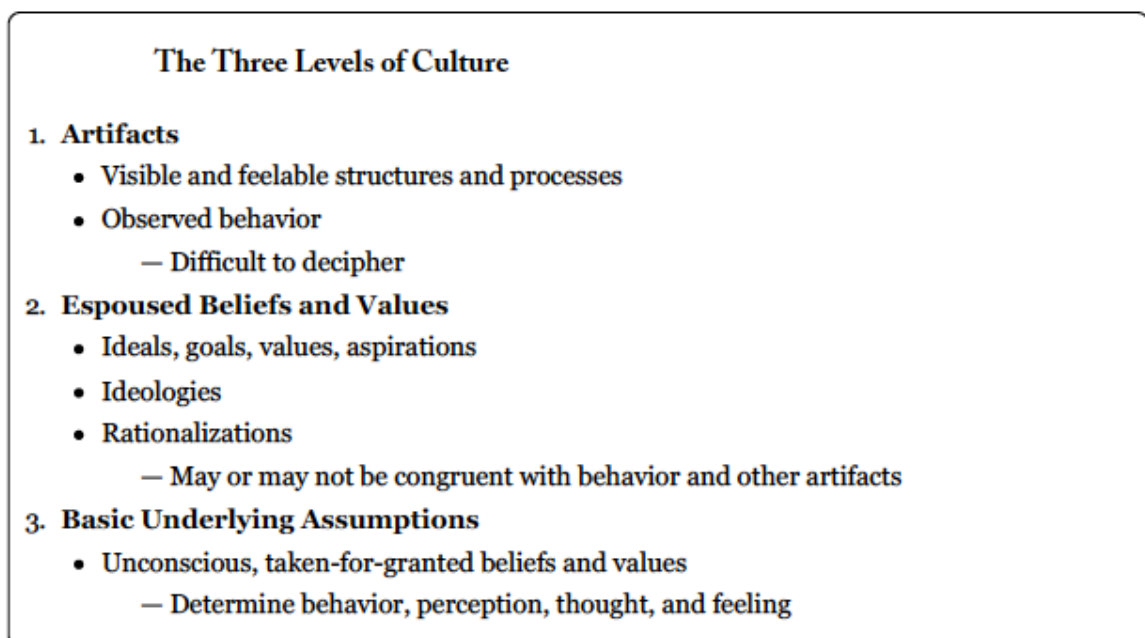 The Three Levels of Culture
1. Artifacts
• Visible and feelable structures and processes
• Observed behavior
— Difficult to decipher
2. Espoused Beliefs and Values
• Ideals, goals, values, aspirations
• Ideologies
• Rationalizations
— May or may not be congruent with behavior and other artifacts
3. Basic Underlying Assumptions
• Unconscious, taken-for-granted beliefs and values
— Determine behavior, perception, thought, and feeling